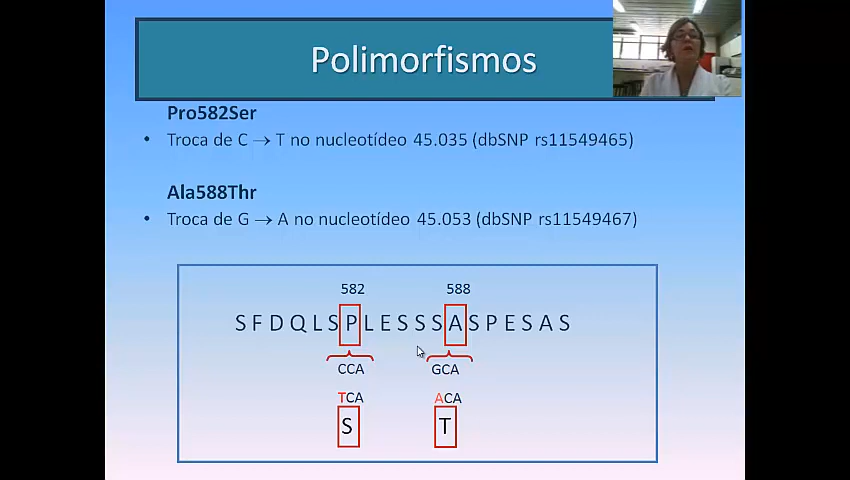 Polimorfismos
Pro582Ser
• Troca de C → T no nucleotídeo 45.035 (dbSNP rs11549465)
Ala588Thr
• Troca de G → A no nucleotídeo 45.053 (dbSNP rs11549467)
582 588
S F D Q L S P L E S S S A S P E S A S
CCA GCA
TCA ACA
S T